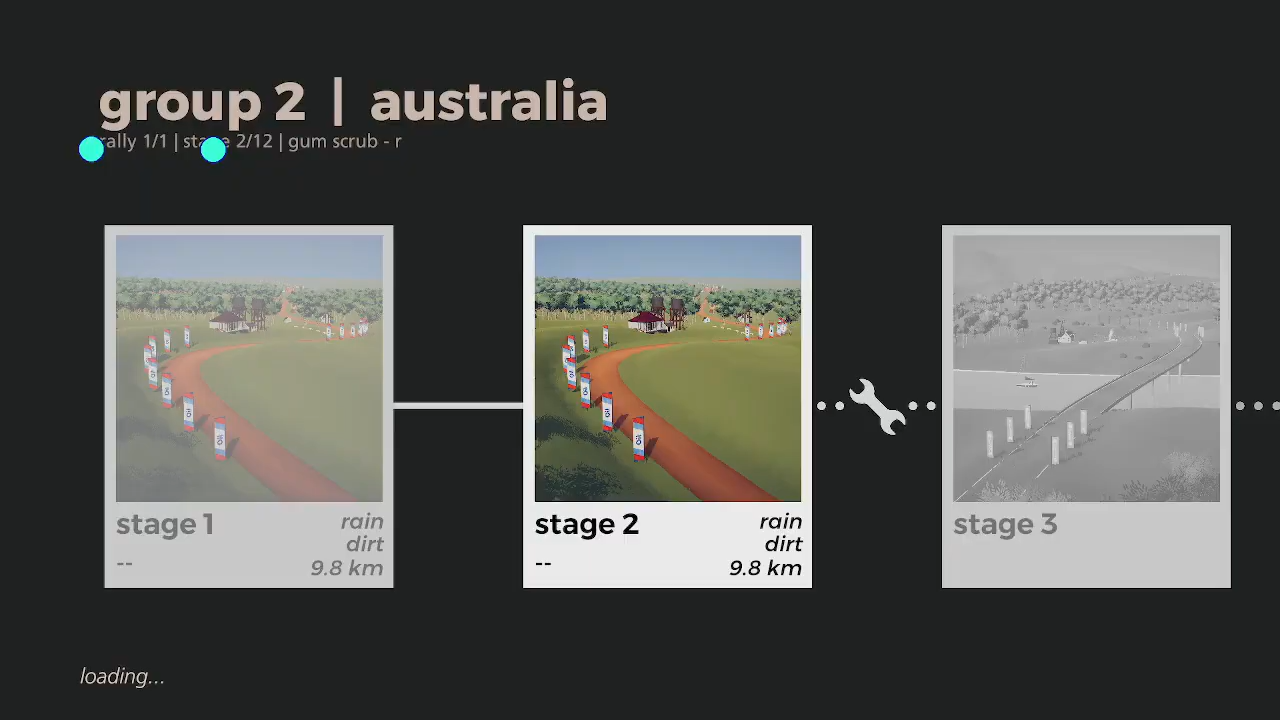 group 2 | australia
rally 1/1 | stage 2/12 | gum scrub - r
stage 1
rain
dirt
--
9.8 km
stage 2
rain
dirt
--
9.8 km
stage 3
loading...